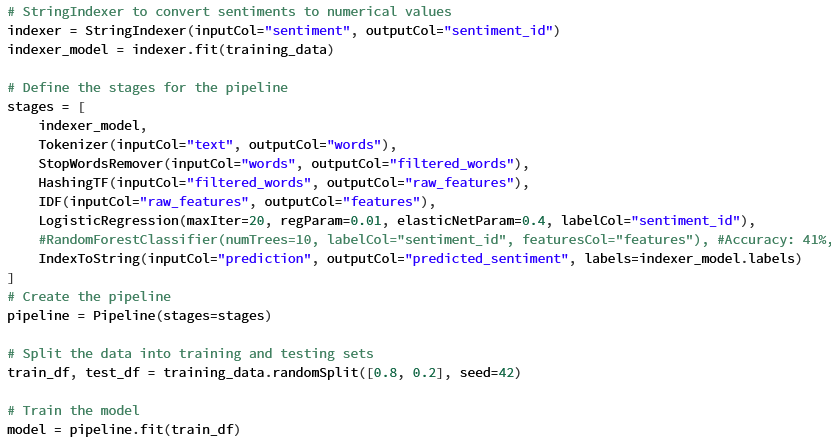 # StringIndexer to convert sentiments to numerical values
indexer = StringIndexer(inputCol="sentiment", outputCol="sentiment_id")
indexer_model = indexer.fit(training_data)

# Define the stages for the pipeline
stages = [
    indexer_model,
    Tokenizer(inputCol="text", outputCol="words"),
    StopWordsRemover(inputCol="words", outputCol="filtered_words"),
    HashingTF(inputCol="filtered_words", outputCol="raw_features"),
    IDF(inputCol="raw_features", outputCol="features"),
    LogisticRegression(maxIter=20, regParam=0.01, elasticNetParam=0.4, labelCol="sentiment_id"),
    #RandomForestClassifier(numTrees=10, labelCol="sentiment_id", featuresCol="features"), #Accuracy: 41%,
    IndexToString(inputCol="prediction", outputCol="predicted_sentiment", labels=indexer_model.labels)
]
# Create the pipeline
pipeline = Pipeline(stages=stages)

# Split the data into training and testing sets
train_df, test_df = training_data.randomSplit([0.8, 0.2], seed=42)

# Train the model
model = pipeline.fit(train_df)